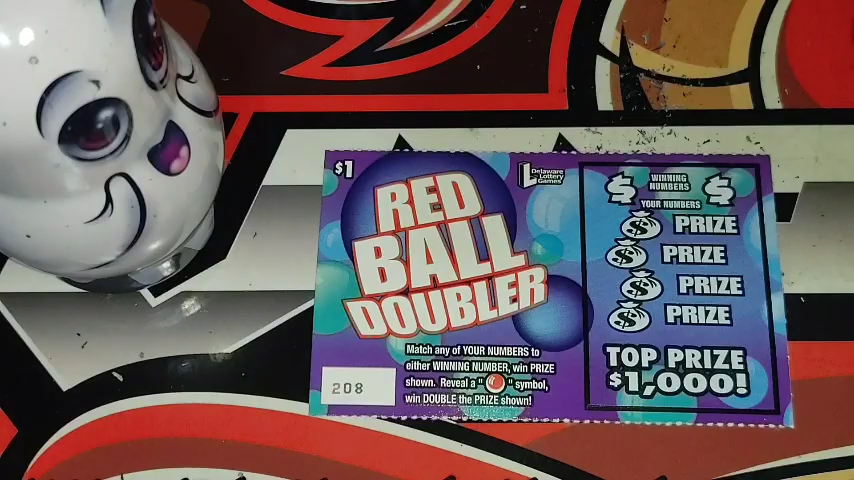 $1
RED
BALL
DOUBLER
Delaware
Lottery
Games
Match any of YOUR NUMBERS to
either WINNING NUMBER, win PRIZE
shown. Reveal a " " symbol,
win DOUBLE the PRIZE shown!
208
$ WINNING NUMBERS $
YOUR NUMBERS
$ PRIZE
$ PRIZE
$ PRIZE
$ PRIZE
TOP PRIZE
$1,000!